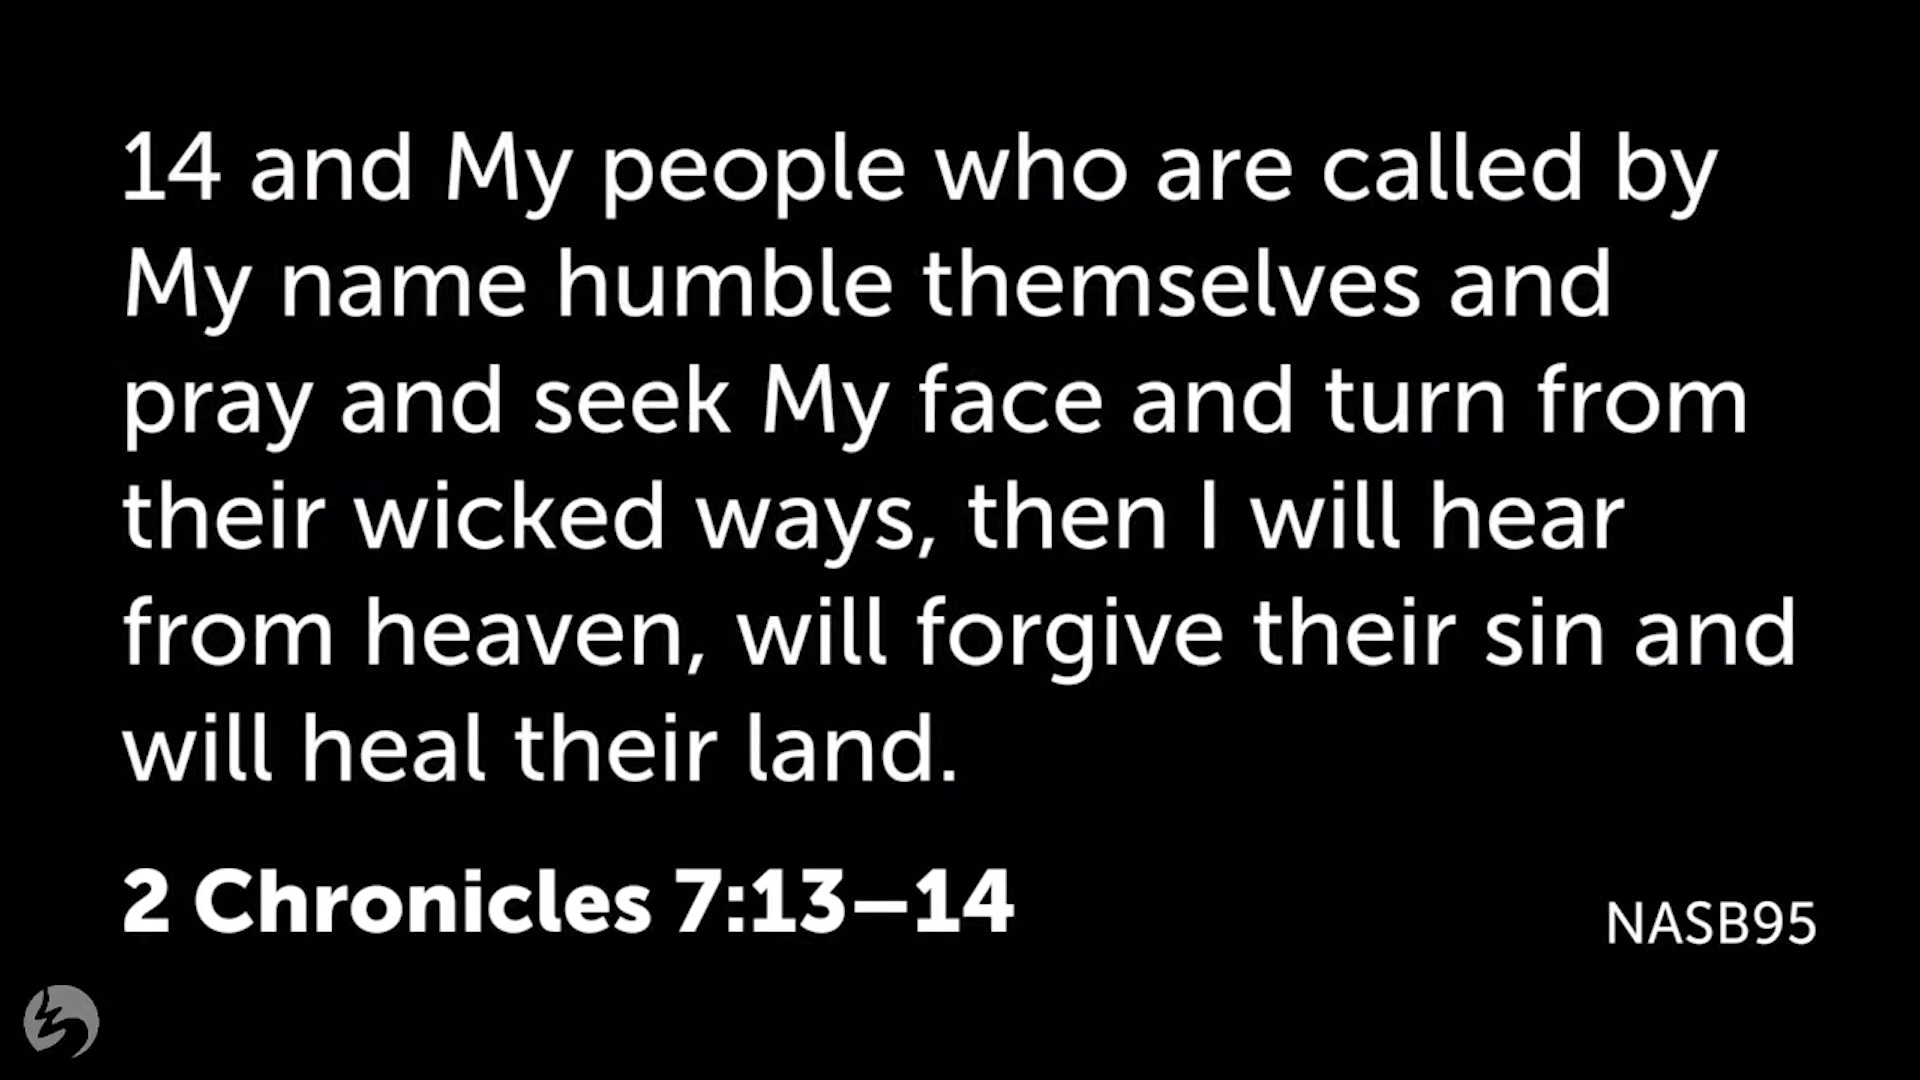 14 and My people who are called by
My name humble themselves and
pray and seek My face and turn from
their wicked ways, then I will hear
from heaven, will forgive their sin and
will heal their land.
2 Chronicles 7:13–14
NASB95